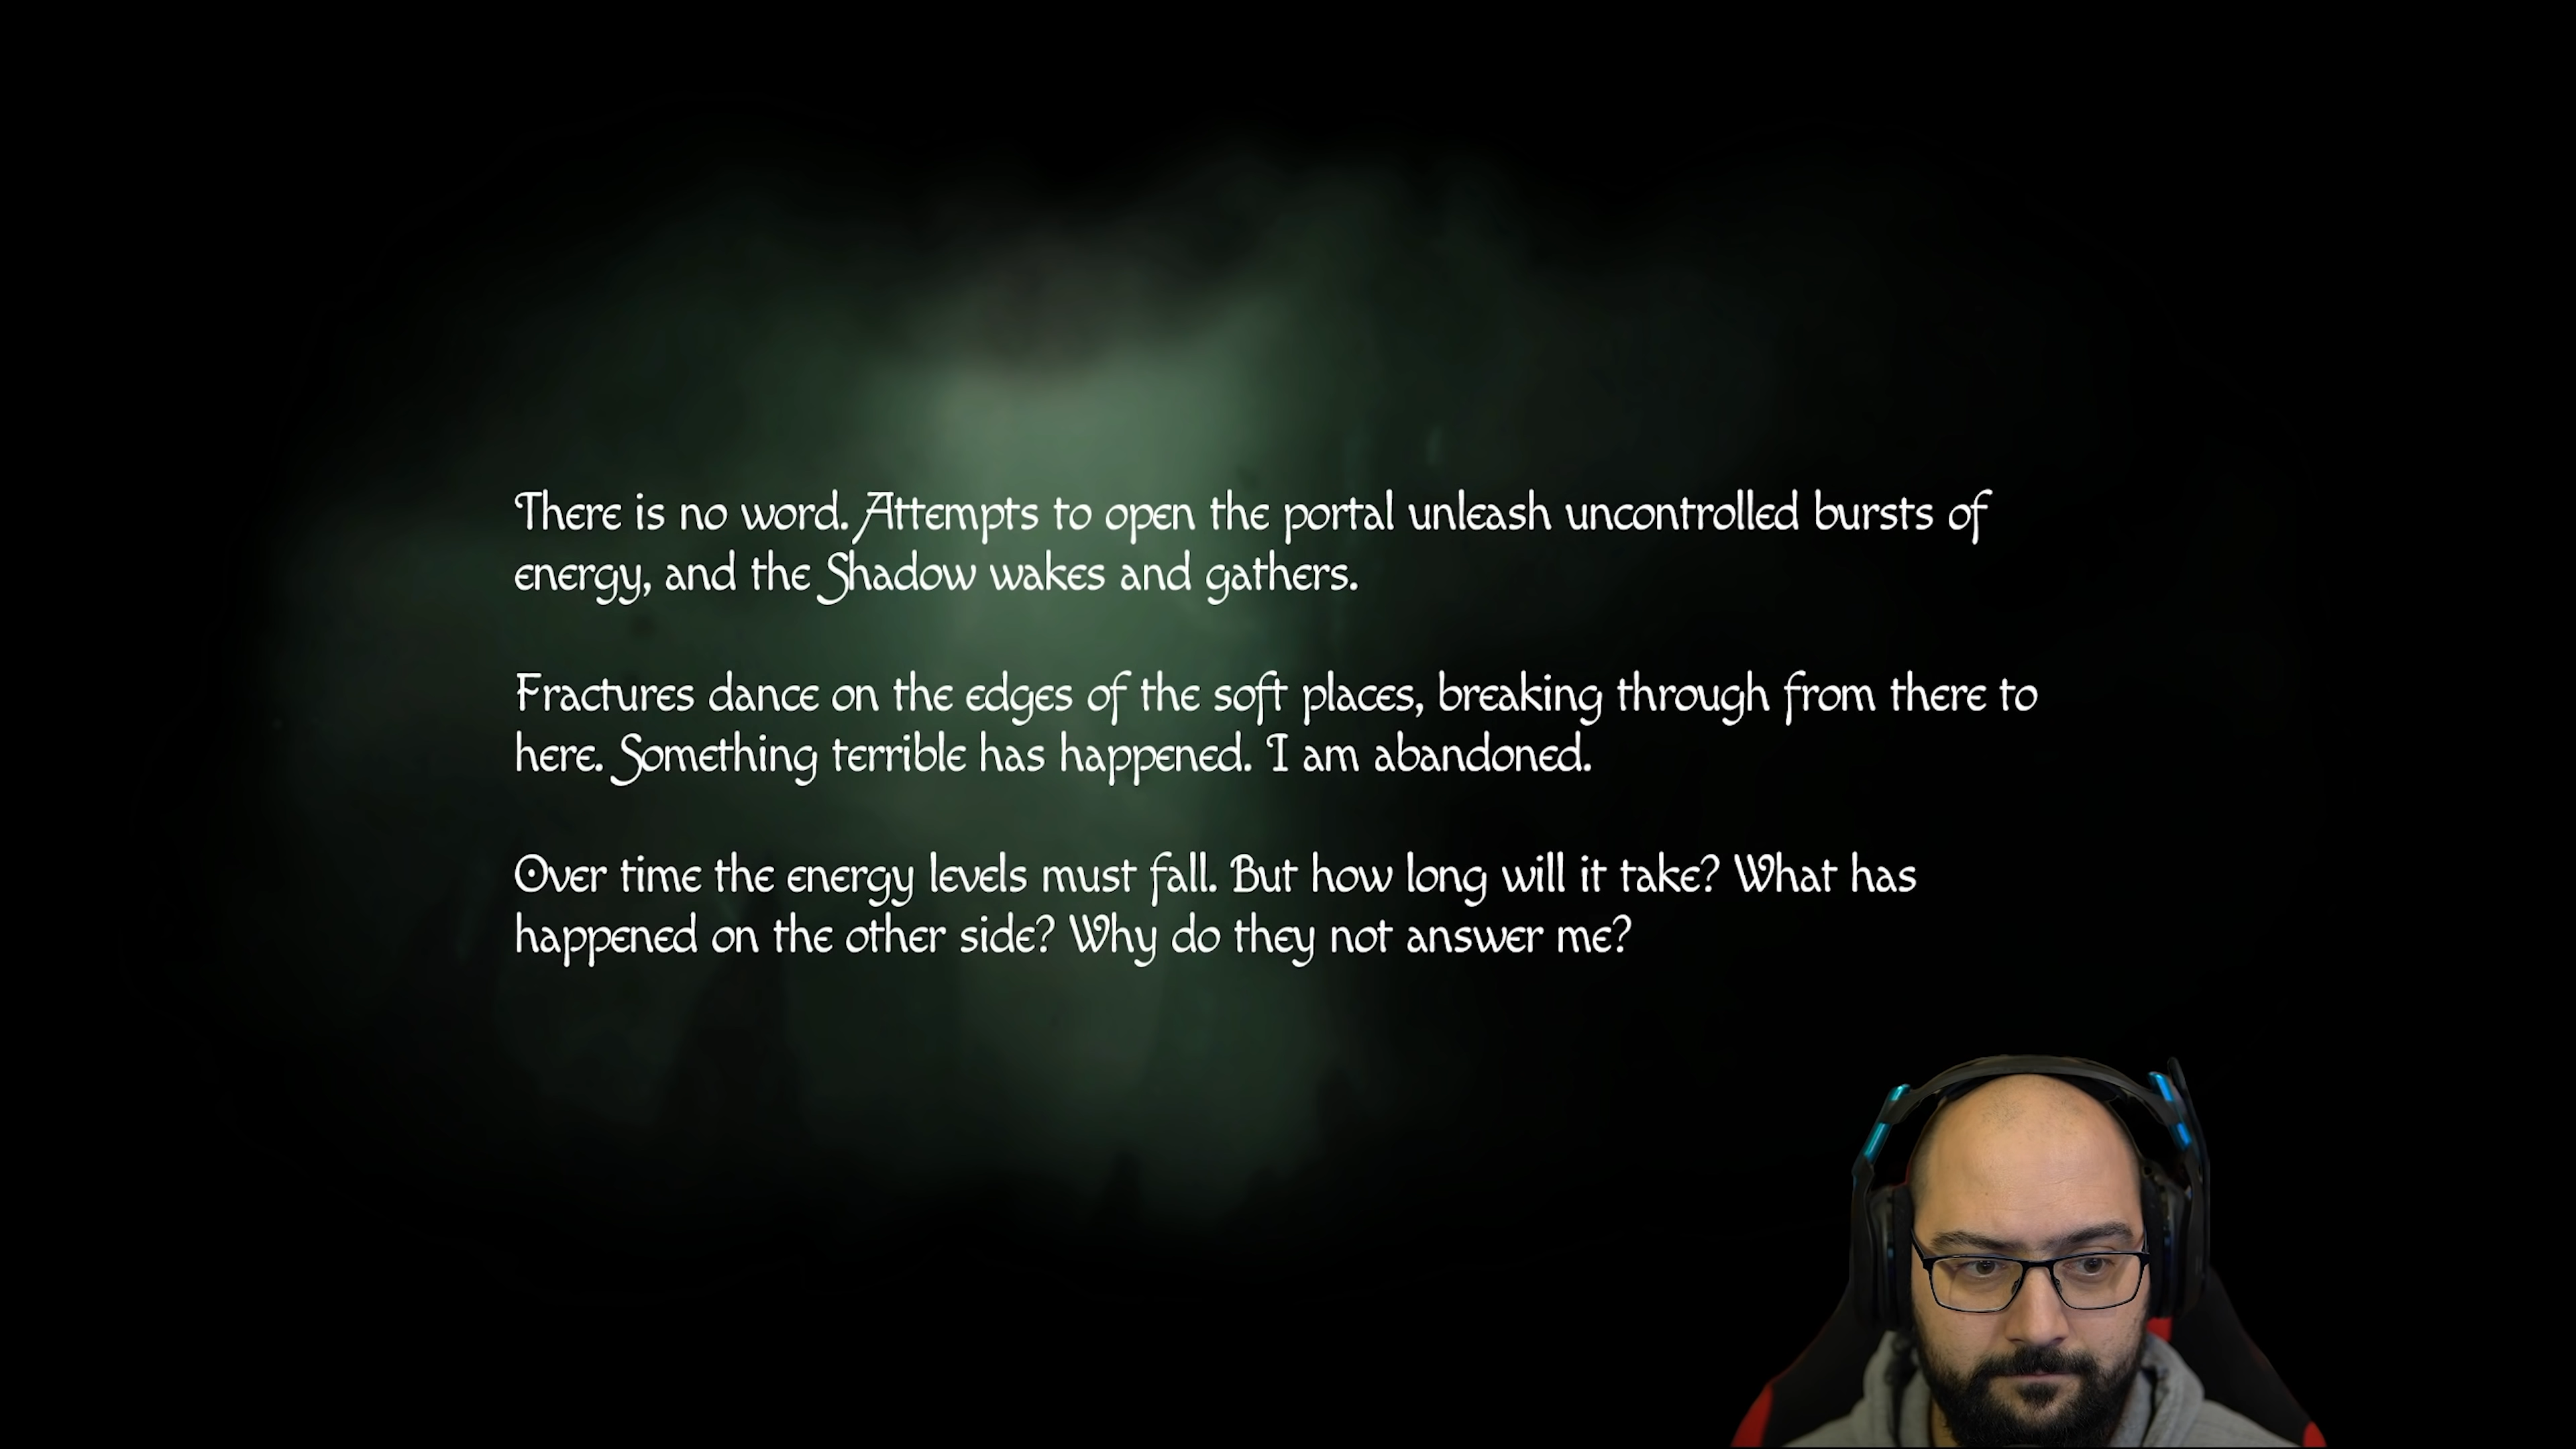 There is no word. Attempts to open the portal unleash uncontrolled bursts of
energy, and the Shadow wakes and gathers.
Fractures dance on the edges of the soft places, breaking through from there to
here. Something terrible has happened. I am abandoned.
Over time the energy levels must fall. But how long will it take? What has
happened on the other side? Why do they not answer me?